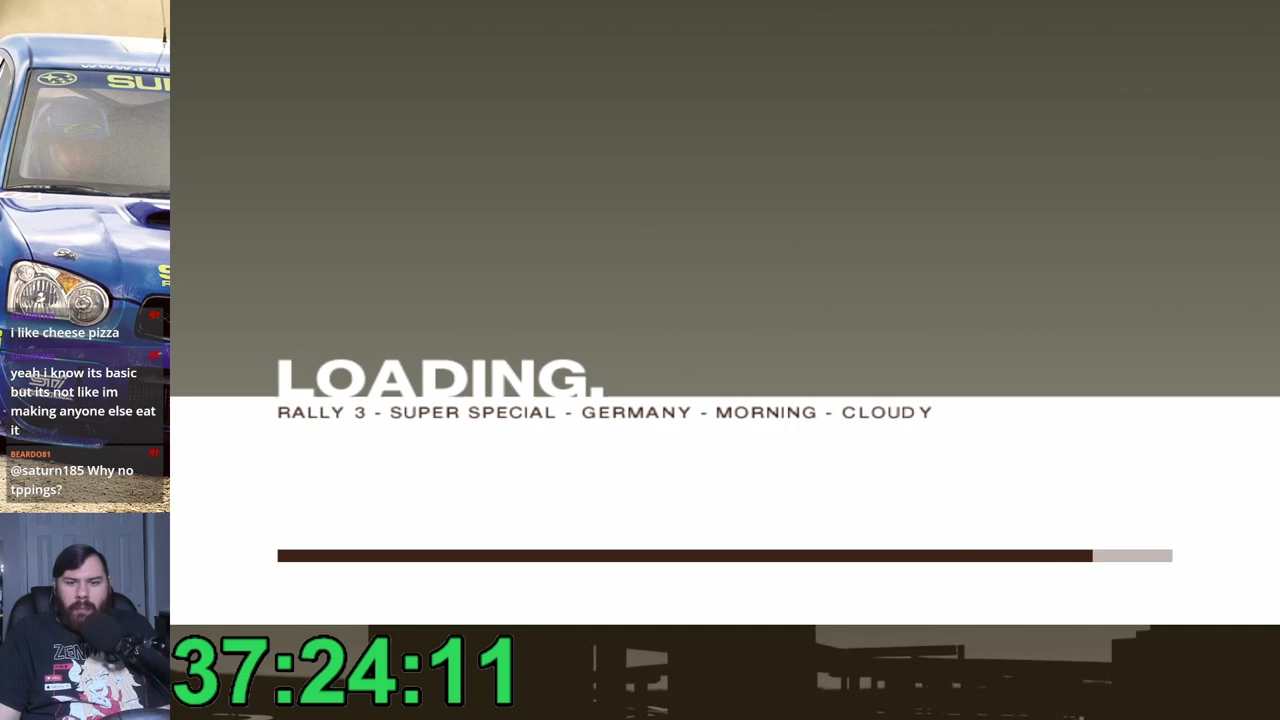 SU
i like cheese pizza
yeah i know its basic
but its not like im
making anyone else eat
it
BEARDO81
@saturn185 Why no
tppings?
LOADING.
RALLY 3 - SUPER SPECIAL - GERMANY - MORNING - CLOUDY
37:24:11